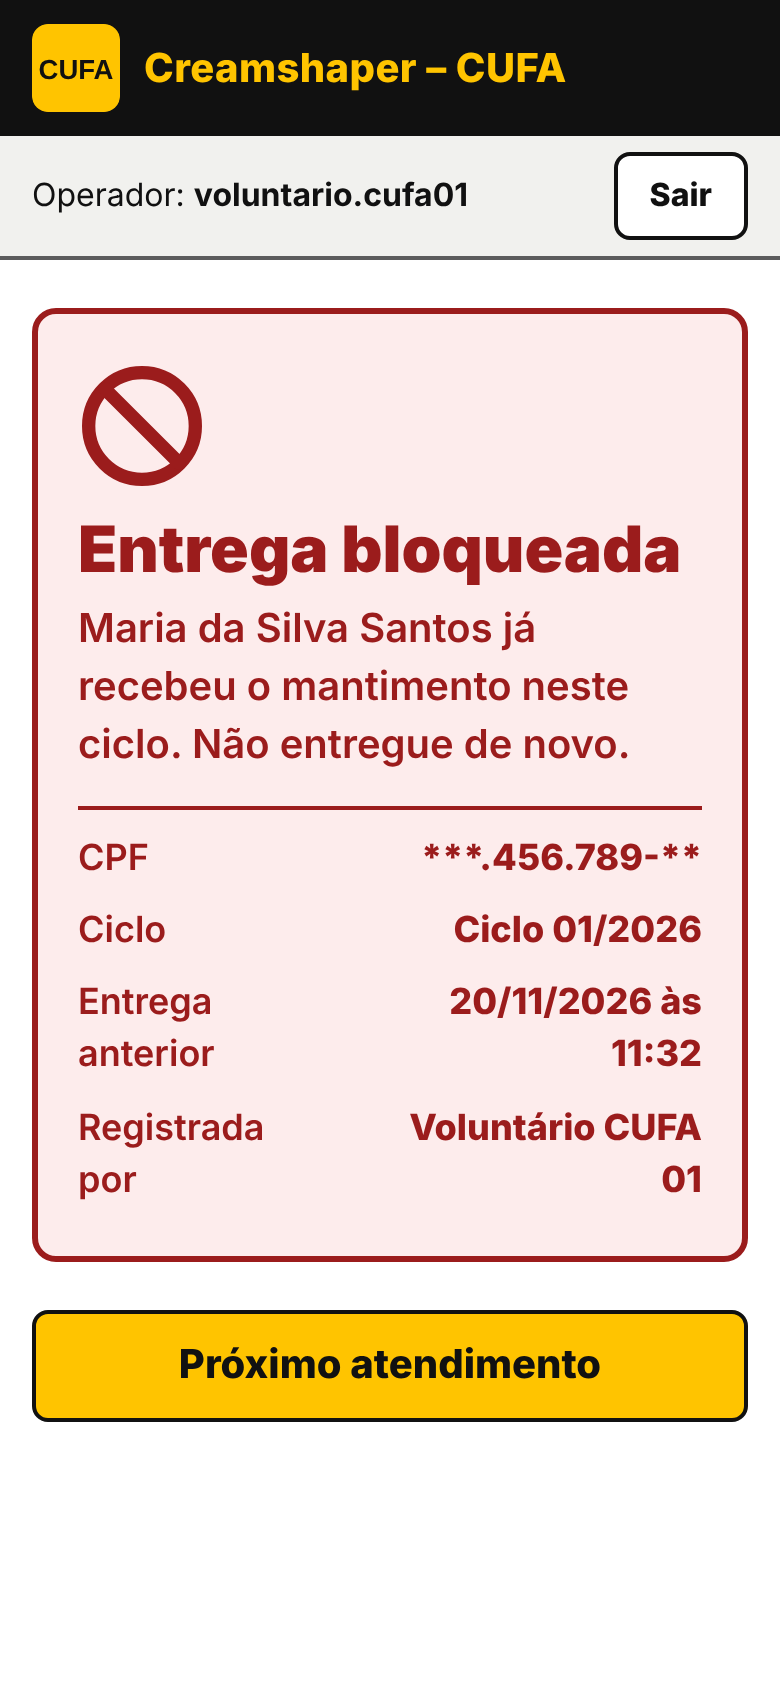 CUFA
Creamshaper – CUFA
Operador: voluntario.cufa01
Sair
Entrega bloqueada
Maria da Silva Santos já
recebeu o mantimento neste
ciclo. Não entregue de novo.
CPF
***.456.789-**
Ciclo
Ciclo 01/2026
Entrega
anterior
20/11/2026 às
11:32
Registrada
por
Voluntário CUFA
01
Próximo atendimento